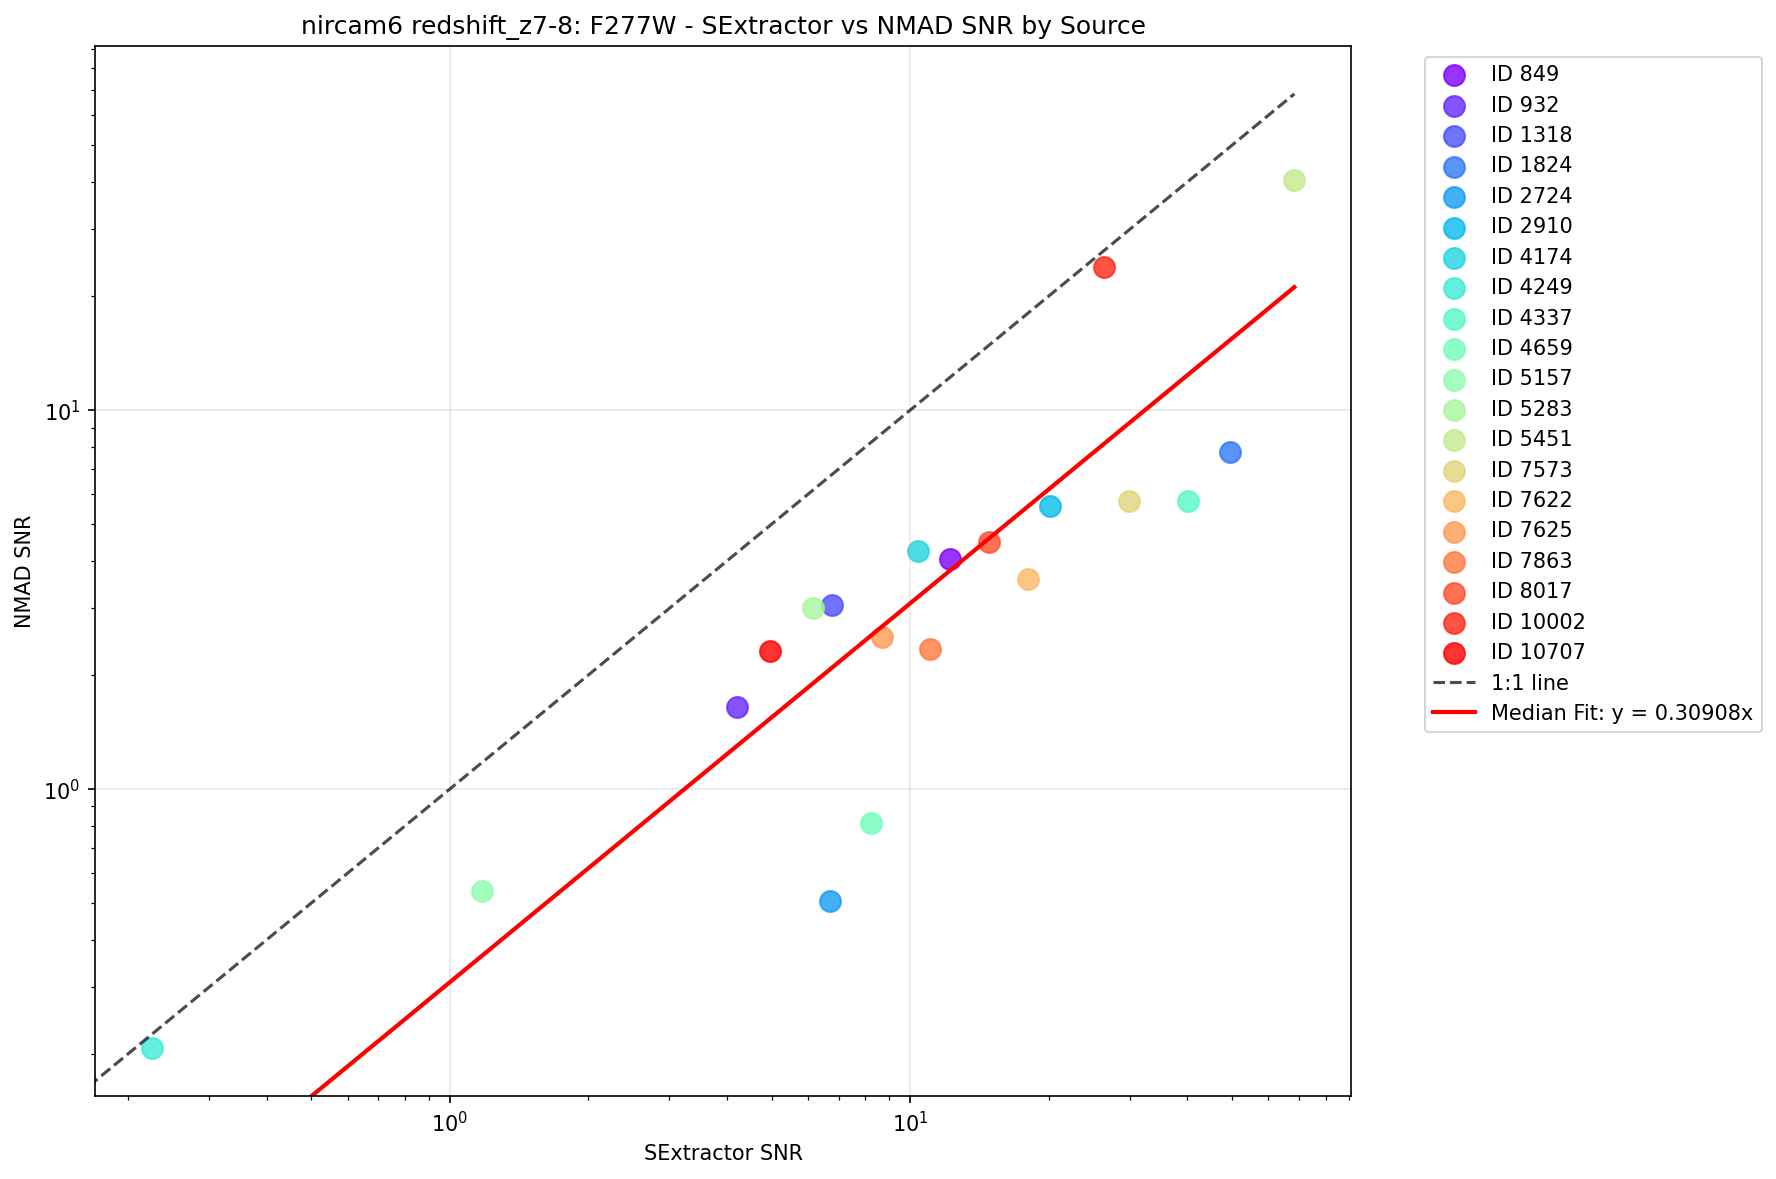 nircam6 redshift_z7-8: F277W - SExtractor vs NMAD SNR by Source
NMAD SNR
10¹
10⁰
10⁰
10¹
SExtractor SNR
ID 849
ID 932
ID 1318
ID 1824
ID 2724
ID 2910
ID 4174
ID 4249
ID 4337
ID 4659
ID 5157
ID 5283
ID 5451
ID 7573
ID 7622
ID 7625
ID 7863
ID 8017
ID 10002
ID 10707
1:1 line
Median Fit: y = 0.30908x